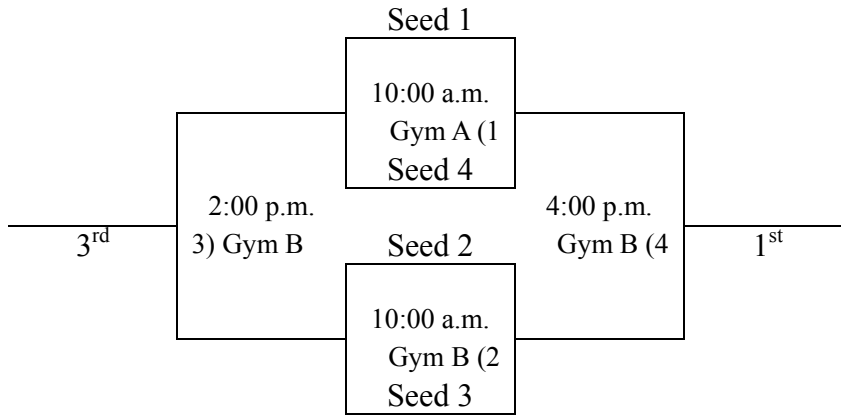 Seed 1
10:00 a.m.
Gym A (1
Seed 4
2:00 p.m.
3) Gym B
3rd
4:00 p.m.
Gym B (4
1st
Seed 2
10:00 a.m.
Gym B (2
Seed 3